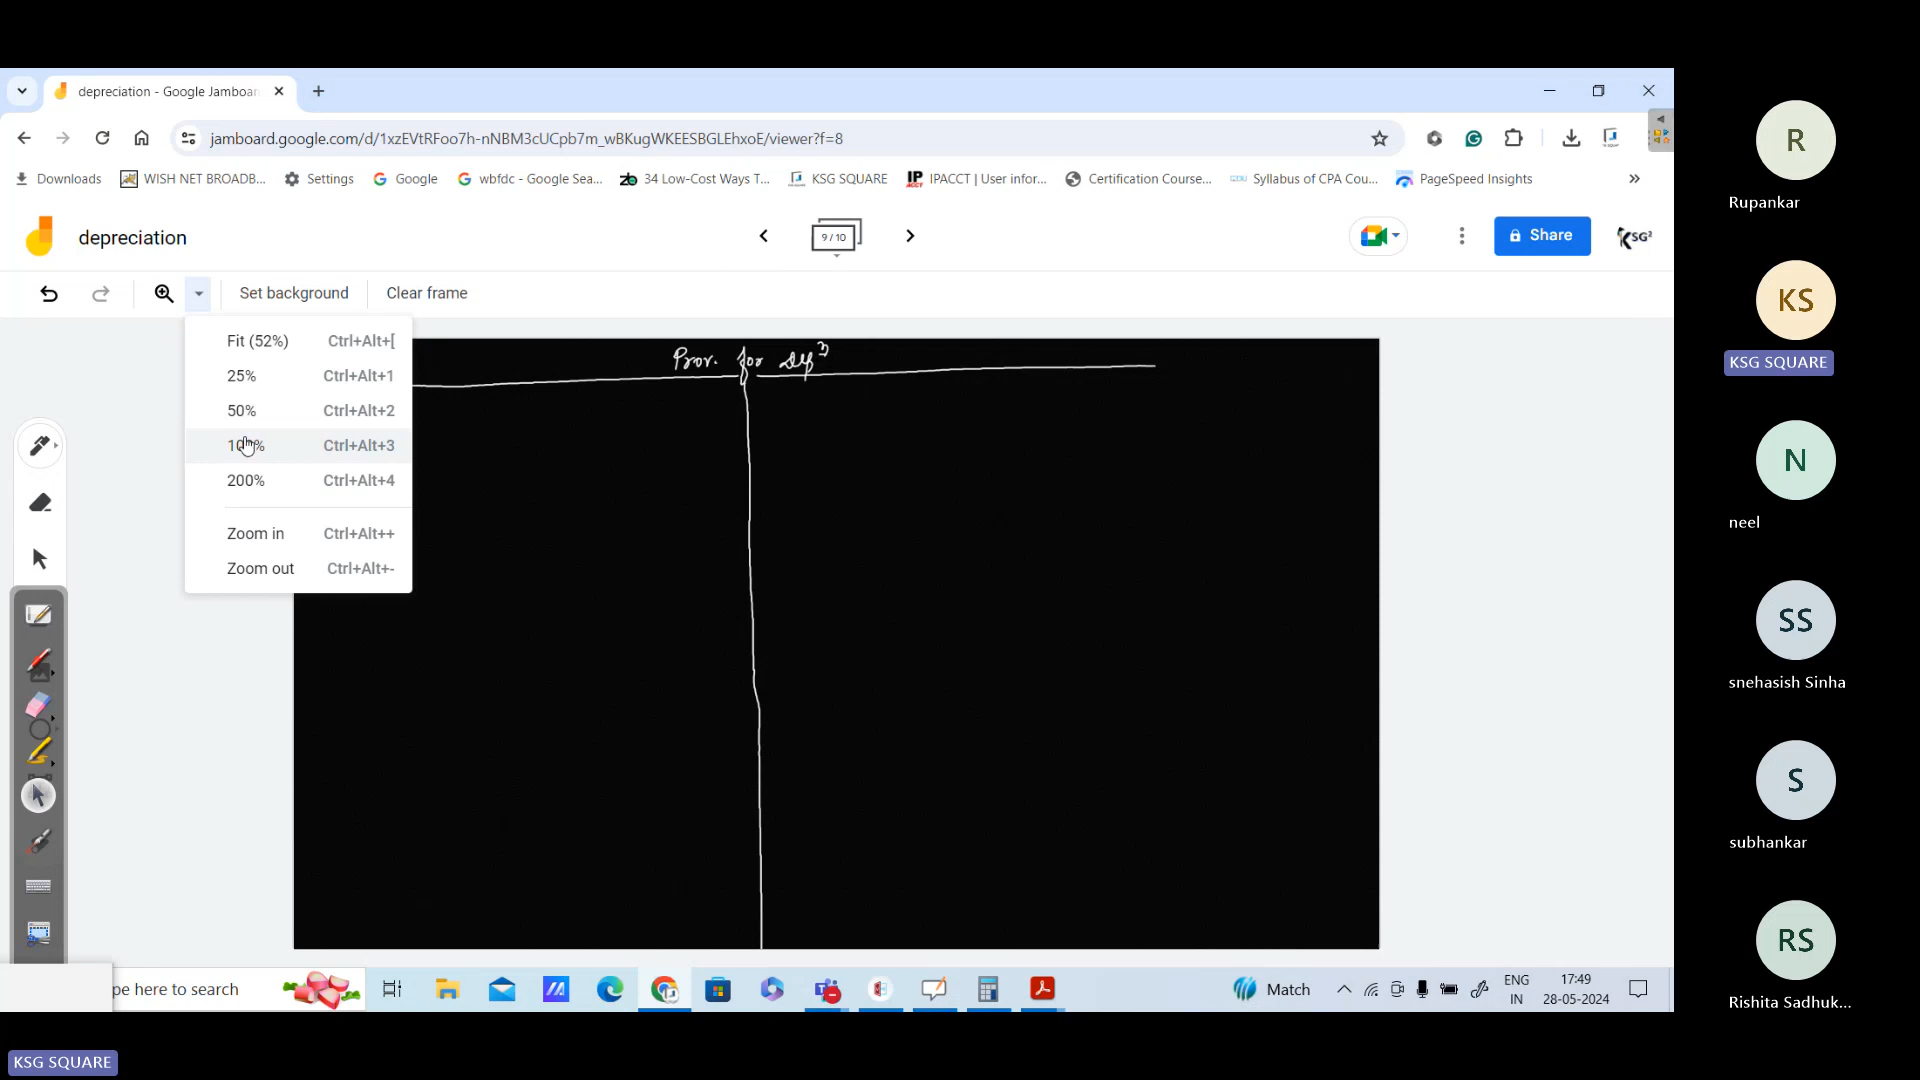 depreciation - Google Jamboar
jamboard.google.com/d/1xzEVtRFoo7h-nNBM3cUCpb7m_wBKugWKEESBGLEhxoE/viewer?f=8
Downloads WISH NET BROADB... Settings Google wbfdc - Google Sea... 34 Low-Cost Ways T... KSG SQUARE IPACCT | User infor... Certification Course... Syllabus of CPA Cou... PageSpeed Insights
depreciation
9 / 10
Share
KSG²
Set background Clear frame
Fit (52%) Ctrl+Alt+[
25% Ctrl+Alt+1
50% Ctrl+Alt+2
Ctrl+Alt+3
200% Ctrl+Alt+4
Zoom in Ctrl+Alt++
Zoom out Ctrl+Alt+-
Prov. for
pe here to search
Match
ENG
IN
17:49
28-05-2024
R
Rupankar
KS
KSG SQUARE
N
neel
SS
snehasish Sinha
S
subhankar
RS
Rishita Sadhuk...
KSG SQUARE